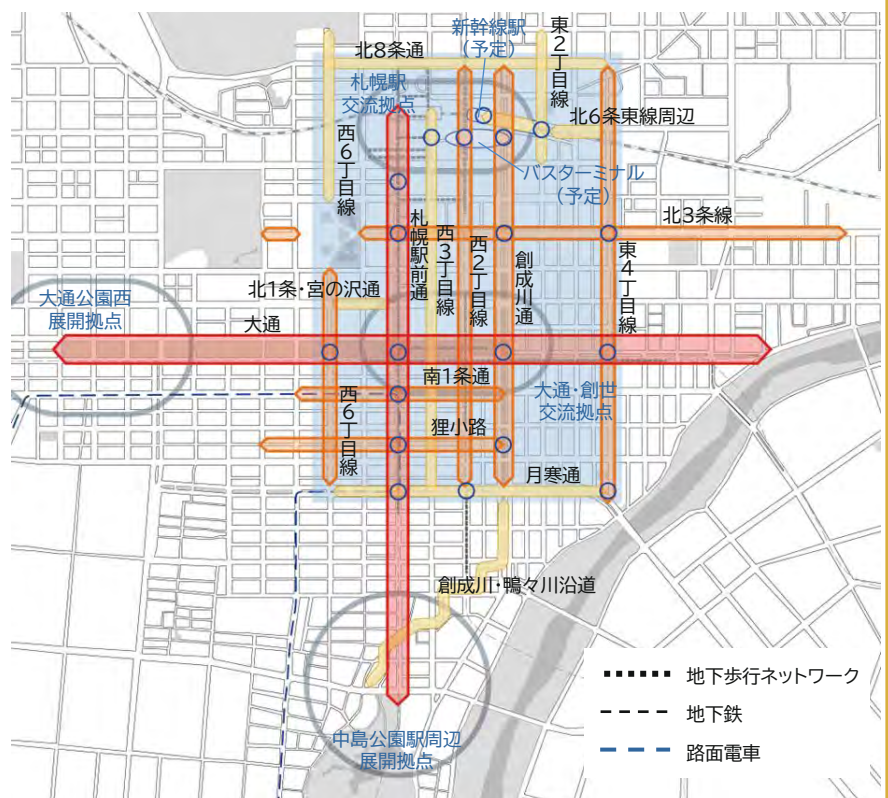 新幹線駅
(予定)
東2丁目線
北8条通
札幌駅
交流拠点
北6条東線周辺
西6丁目線
バスターミナル
(予定)
北3条線
札幌駅前通
西3丁目線
西2丁目線
創成川通
東4丁目線
北1条・宮の沢通
大通公園西
展開拠点
大通
南1条通
大通・創世
交流拠点
西6丁目線
狸小路
月寒通
創成川・鴨々川沿道
中島公園駅周辺
展開拠点
地下歩行ネットワーク
地下鉄
路面電車